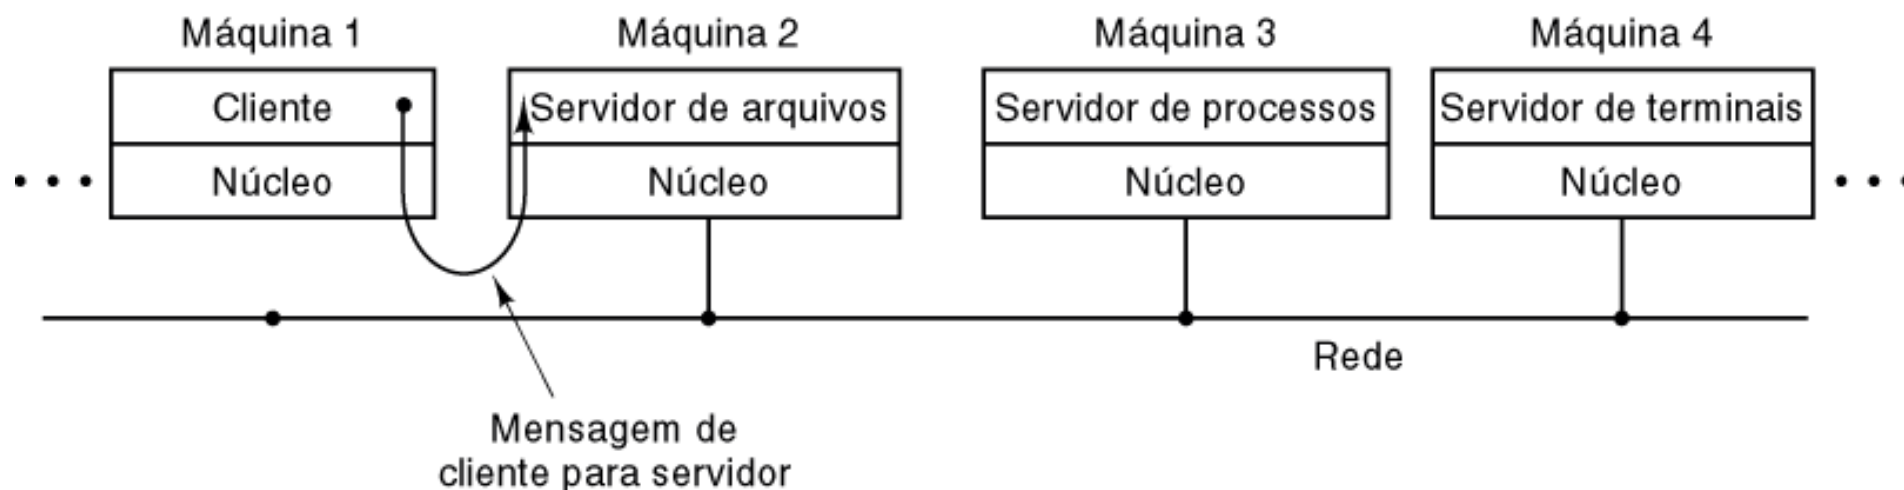 Máquina 1
Máquina 2
Máquina 3
Máquina 4
Cliente
Servidor de arquivos
Servidor de processos
Servidor de terminais
Núcleo
Núcleo
Núcleo
Núcleo
Rede
Mensagem de
cliente para servidor